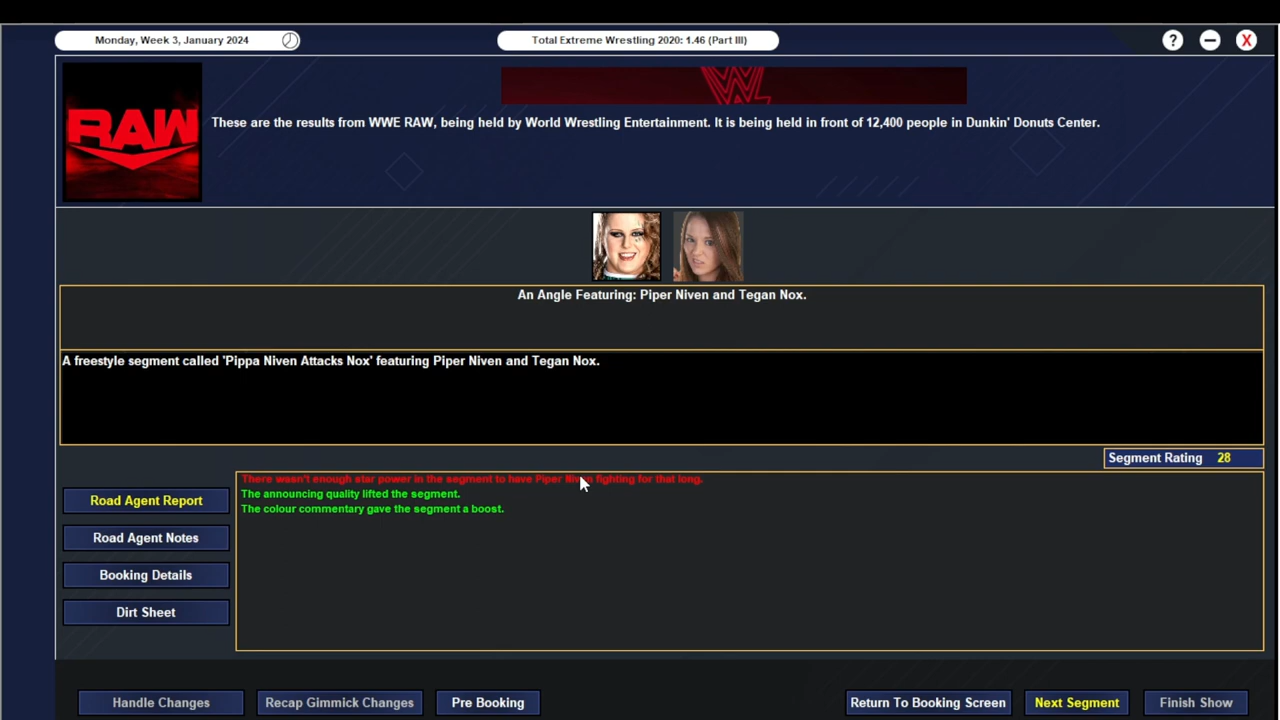 Monday, Week 3, January 2024
Total Extreme Wrestling 2020: 1.46 (Part III)
?
X
RAW
These are the results from WWE RAW, being held by World Wrestling Entertainment. It is being held in front of 12,400 people in Dunkin' Donuts Center.
An Angle Featuring: Piper Niven and Tegan Nox.
A freestyle segment called 'Pippa Niven Attacks Nox' featuring Piper Niven and Tegan Nox.
Segment Rating 28
There wasn't enough star power in the segment to have Piper Niven fighting for that long.
The announcing quality lifted the segment.
The colour commentary gave the segment a boost.
Road Agent Report
Road Agent Notes
Booking Details
Dirt Sheet
Handle Changes
Recap Gimmick Changes
Pre Booking
Return To Booking Screen
Next Segment
Finish Show